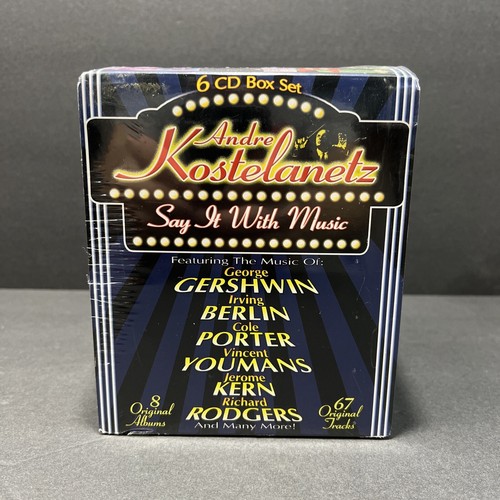 6 CD Box Set
Andre
Kostelanetz
Say It With Music
Featuring The Music Of:
George
GERSHWIN
Irving
BERLIN
Cole
PORTER
Vincent
YOUMANS
Jerome
KERN
Richard
RODGERS
And Many More!
8
Original
Albums
67
Original
Tracks